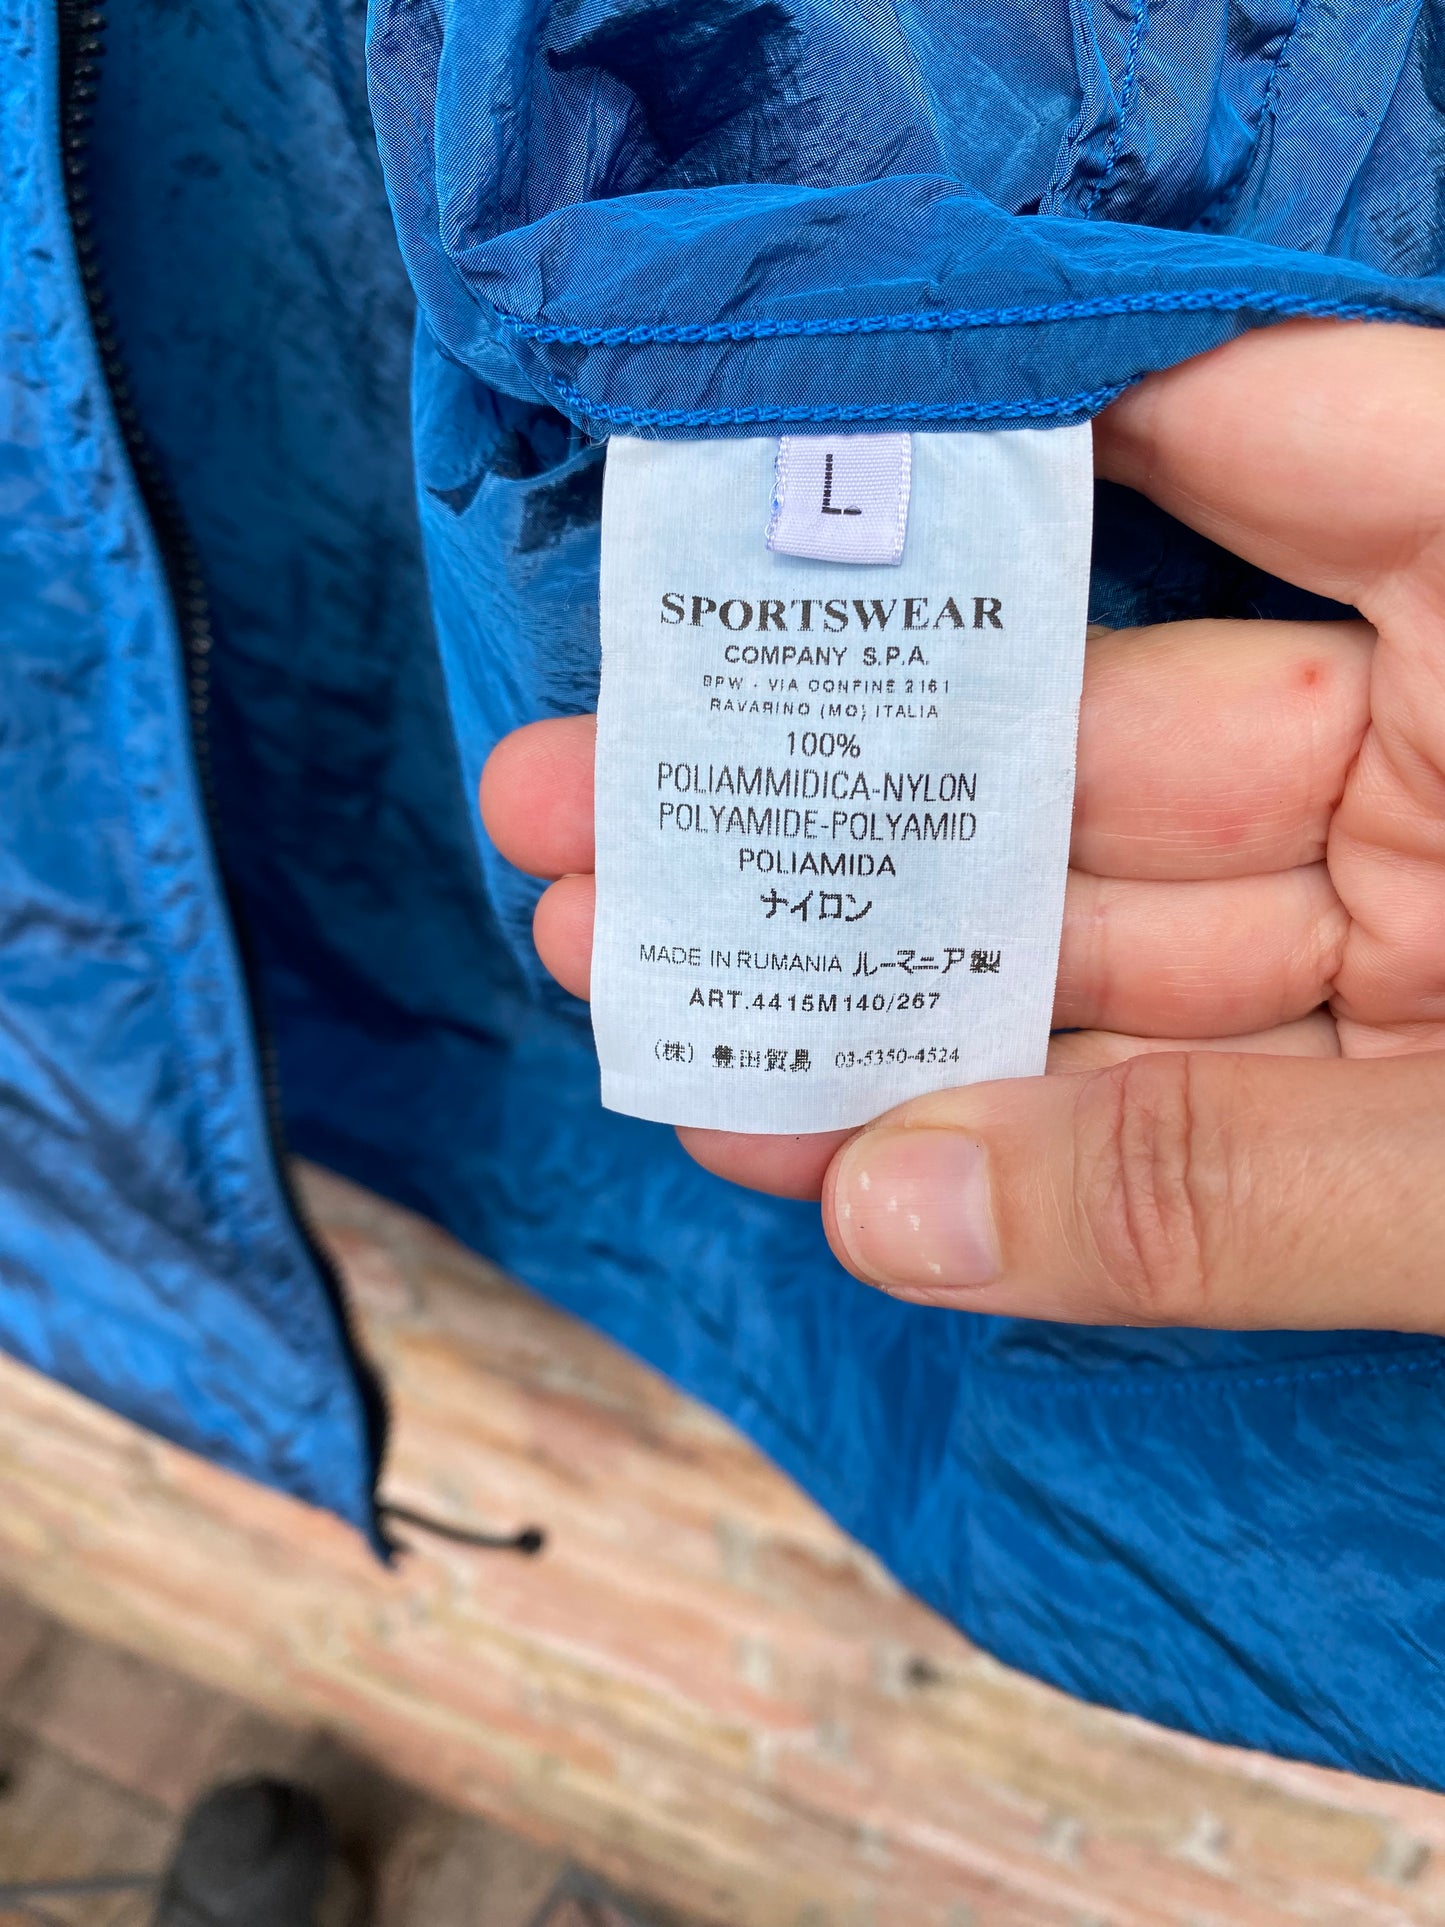 L
SPORTSWEAR
COMPANY S.P.A.
BPW - VIA CONFINE 2161
RAVARINO (MO) ITALIA
100%
POLIAMMIDICA-NYLON
POLYAMIDE-POLYAMID
POLIAMIDA
ナイロン
MADE IN RUMANIA ルーマニア製
ART.4415M140/267
(株) 豊田貿易 03-5350-4524